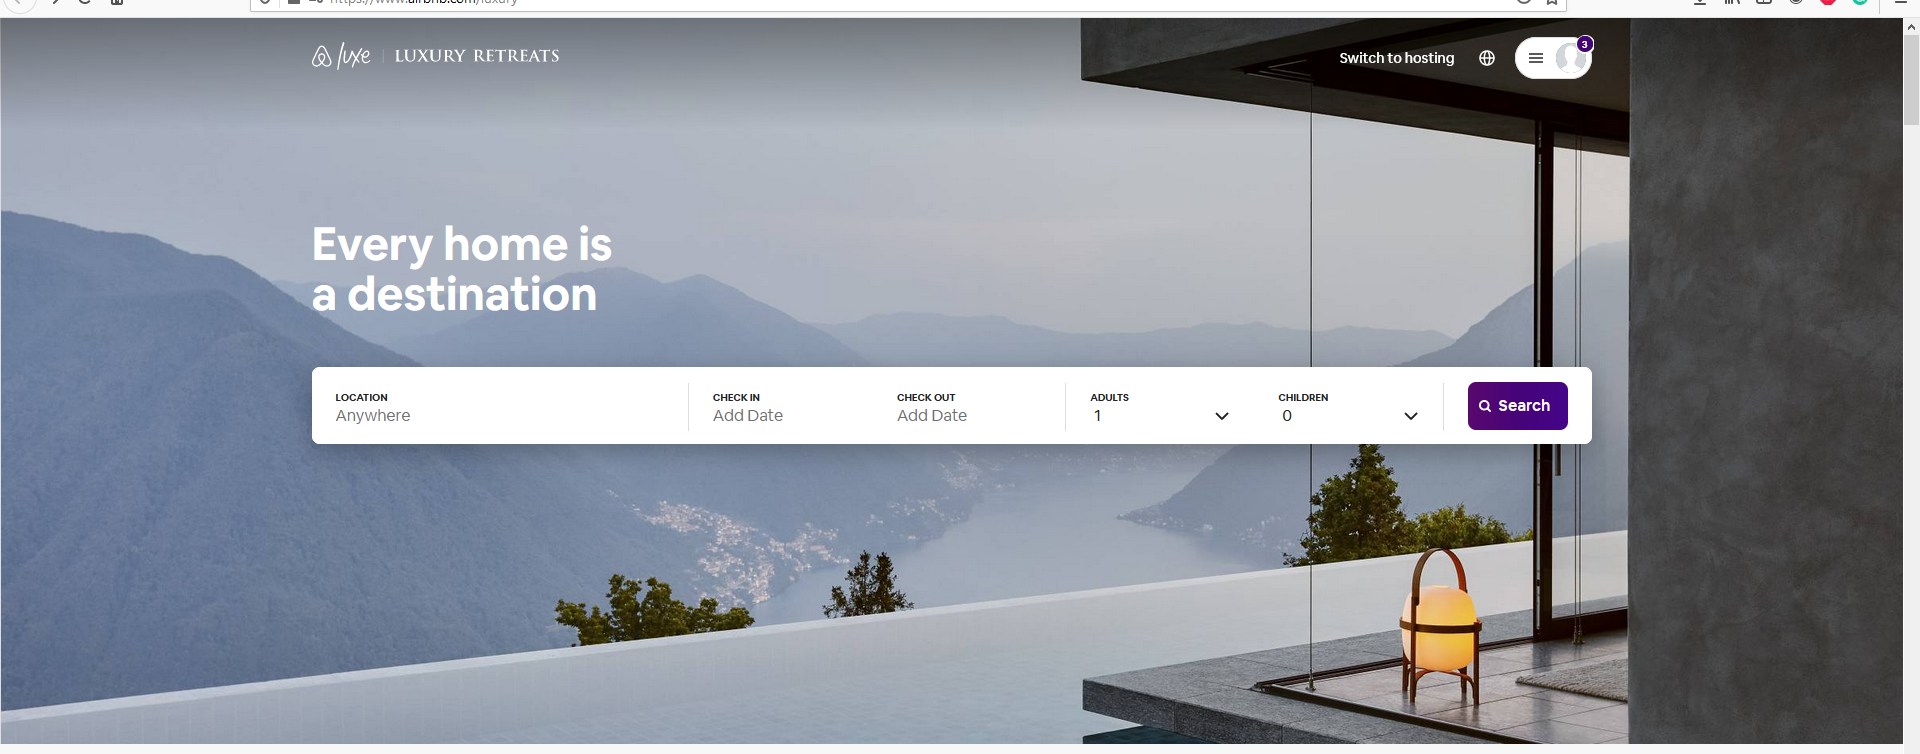 https://www.airbnb.com/luxury
luxe | LUXURY RETREATS
Switch to hosting
3
Every home is
a destination
LOCATION
Anywhere
CHECK IN
Add Date
CHECK OUT
Add Date
ADULTS
1
CHILDREN
0
Search